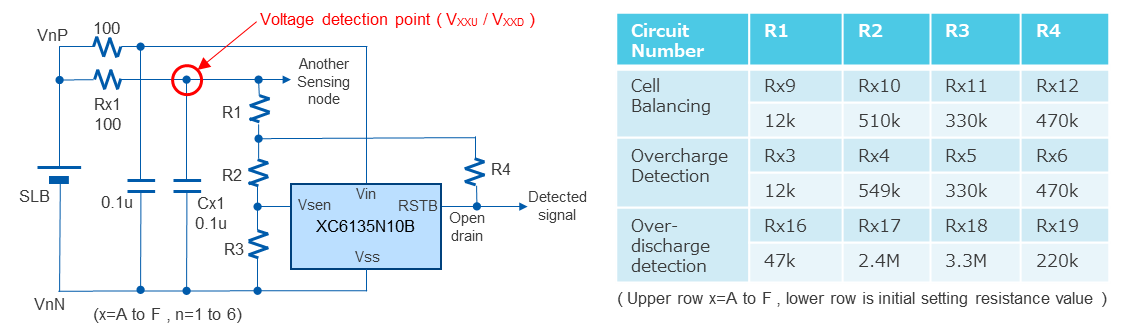 Voltage detection point ( VXXU / VXXD )
VnP
100
Another
Sensing
node
Rx1
100
R1
R2
R4
SLB
0.1u
Cx1
0.1u
Vin
Vsen
RSTB
XC6135N10B
Vss
Open
drain
Detected
signal
R3
VnN
(x=A to F , n=1 to 6)
Circuit
Number
R1
R2
R3
R4
Cell
Balancing
Rx9
Rx10
Rx11
Rx12
12k
510k
330k
470k
Overcharge
Detection
Rx3
Rx4
Rx5
Rx6
12k
549k
330k
470k
Over-
discharge
detection
Rx16
Rx17
Rx18
Rx19
47k
2.4M
3.3M
220k
( Upper row x=A to F , lower row is initial setting resistance value )